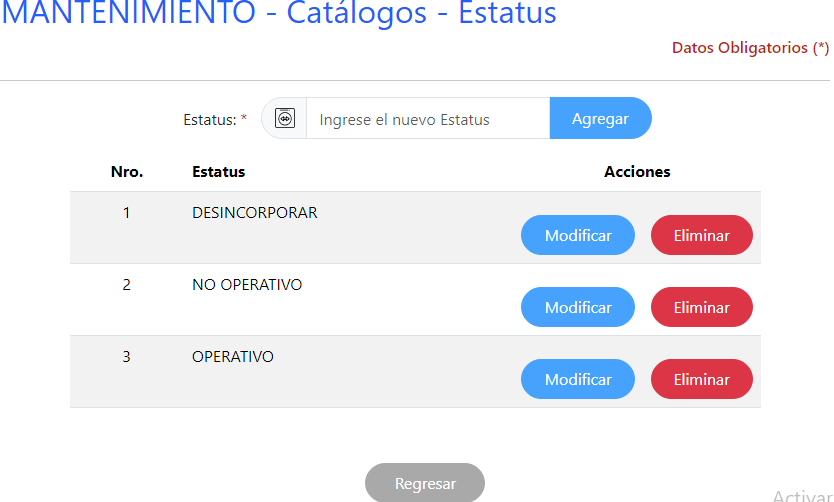 MANTENIMIENTO - Catálogos - Estatus
Datos Obligatorios (*)
Estatus: * Ingrese el nuevo Estatus Agregar
Nro. Estatus Acciones
1 DESINCORPORAR Modificar Eliminar
2 NO OPERATIVO Modificar Eliminar
3 OPERATIVO Modificar Eliminar
Regresar
Activar